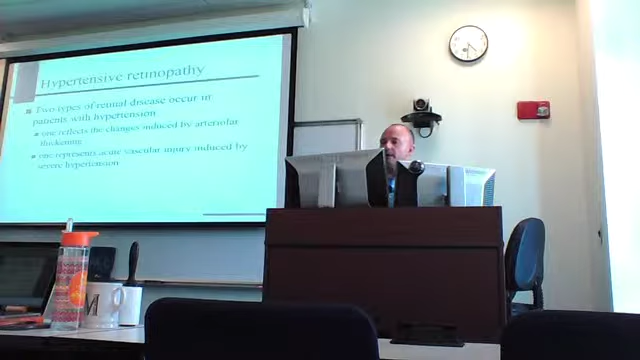 Hypertensive retinopathy
Two types of retinal disease occur in
patients with hypertension
one reflects the changes induced by arteriolar
thickening
one represents acute vascular injury induced by
severe hypertension
M